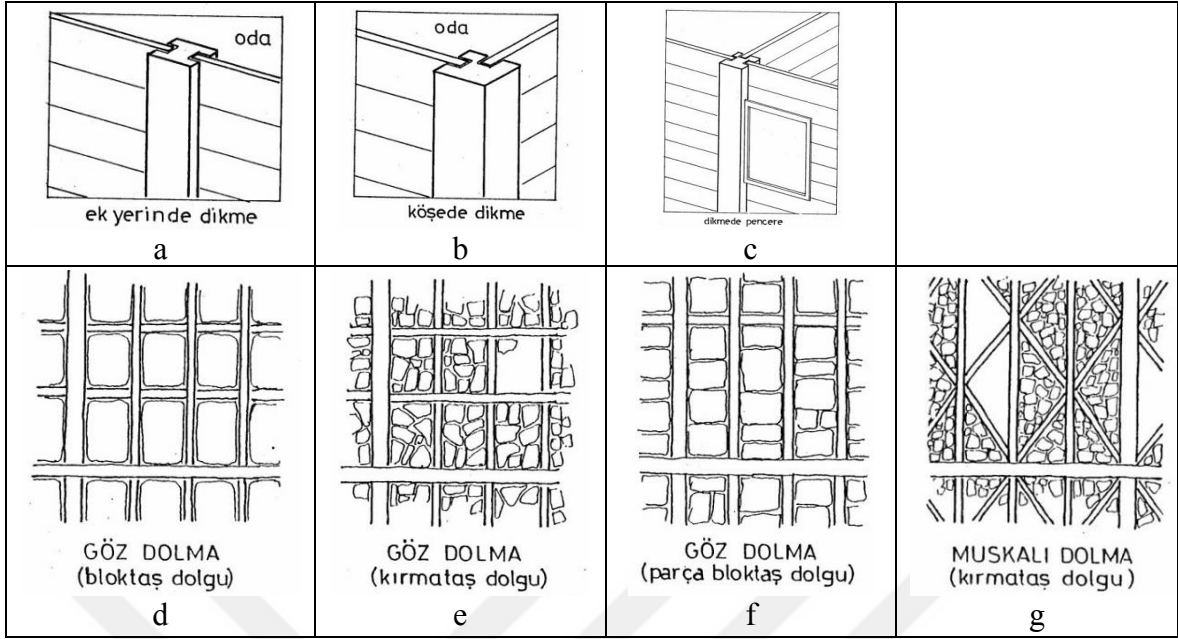 oda
ek yerinde dikme
a
oda
köşede dikme
b
dikmede pencere
c
GÖZ DOLMA
(bloktaş dolgu)
d
GÖZ DOLMA
(kırmataş dolgu)
e
GÖZ DOLMA
(parça bloktaş dolgu)
f
MUSKALI DOLMA
(kırmataş dolgu)
g